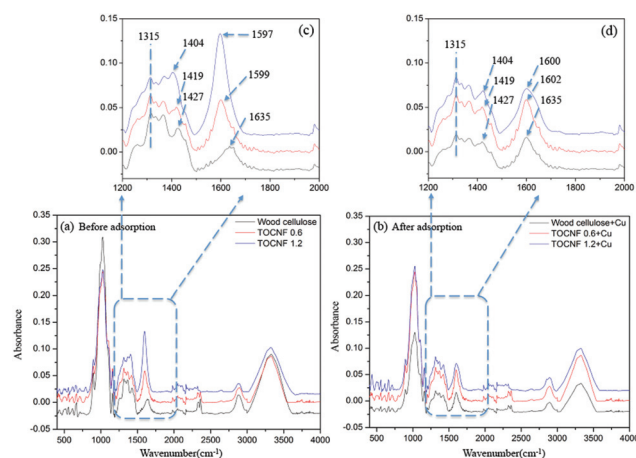 (c)
1315
1404
1597
1419
1427
1599
1635
0.15
0.10
0.05
0.00
1200 1400 1600 1800 2000
(d)
1315
1404
1600
1419
1602
1427
1635
0.15
0.10
0.05
0.00
1200 1400 1600 1800 2000
(a) Before adsorption
Wood cellulose
TOCNF 0.6
TOCNF 1.2
Absorbance
0.35
0.30
0.25
0.20
0.15
0.10
0.05
0.00
-0.05
500 1000 1500 2000 2500 3000 3500 4000
Wavenumber(cm-1)
(b) After adsorption
Wood cellulose+Cu
TOCNF 0.6+Cu
TOCNF 1.2+Cu
Absorbance
0.35
0.30
0.25
0.20
0.15
0.10
0.05
0.00
-0.05
500 1000 1500 2000 2500 3000 3500 4000
Wavenumber(cm-1)